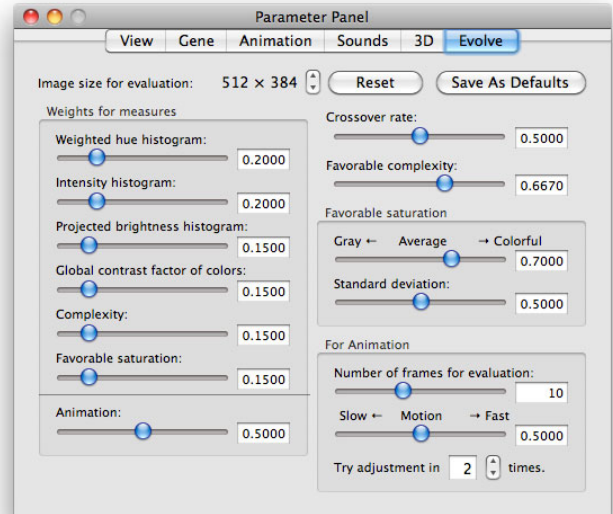 Parameter Panel
View Gene Animation Sounds 3D Evolve
Image size for evaluation: 512 × 384 Reset Save As Defaults
Weights for measures
Weighted hue histogram:
0.2000
Intensity histogram:
0.2000
Projected brightness histogram:
0.1500
Global contrast factor of colors:
0.1500
Complexity:
0.1500
Favorable saturation:
0.1500
Animation:
0.5000
Crossover rate:
0.5000
Favorable complexity:
0.6670
Favorable saturation
Gray ← Average → Colorful
0.7000
Standard deviation:
0.5000
For Animation
Number of frames for evaluation:
10
Slow ← Motion → Fast
0.5000
Try adjustment in 2 times.